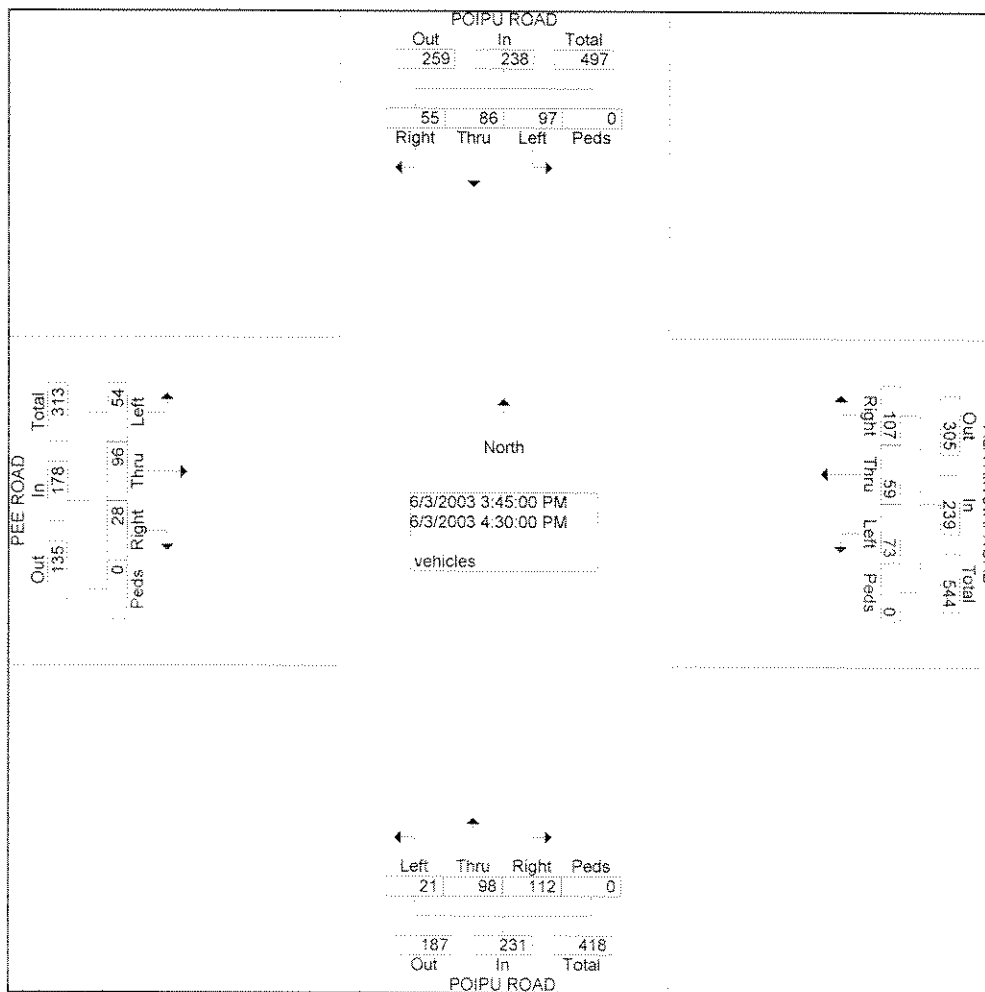 POIPU ROAD
Out In Total
259 238 497
55 86 97 0
Right Thru Left Peds
PEE ROAD
Out In Total
135 178 313
0 28 96 54
Peds Right Thru Left
North
6/3/2003 3:45:00 PM
6/3/2003 4:30:00 PM
vehicles
Right Thru Left Peds
107 59 73 0
Out In Total
305 239 544
Left Thru Right Peds
21 98 112 0
187 231 418
Out In Total
POIPU ROAD